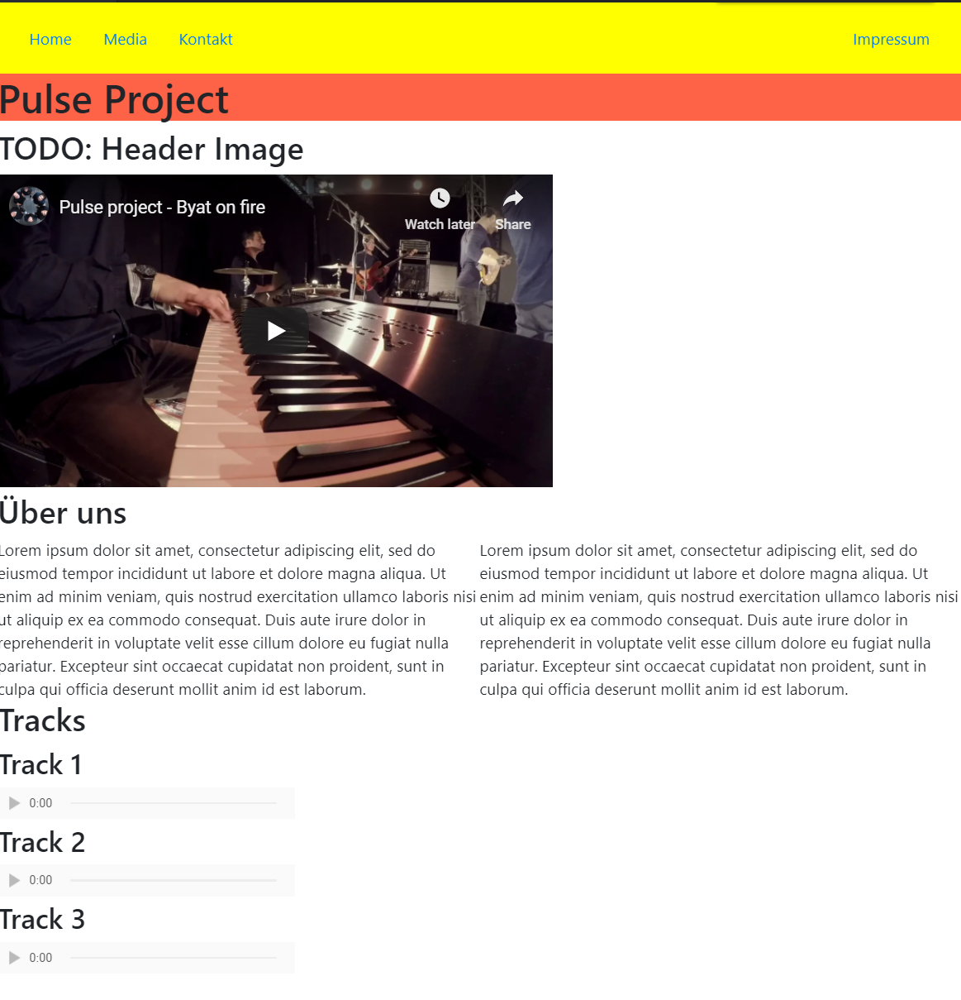 Home Media Kontakt Impressum
Pulse Project
TODO: Header Image
Pulse project - Byat on fire
Watch later Share
Über uns
Lorem ipsum dolor sit amet, consectetur adipiscing elit, sed do
eiusmod tempor incididunt ut labore et dolore magna aliqua. Ut
enim ad minim veniam, quis nostrud exercitation ullamco laboris nisi
ut aliquip ex ea commodo consequat. Duis aute irure dolor in
reprehenderit in voluptate velit esse cillum dolore eu fugiat nulla
pariatur. Excepteur sint occaecat cupidatat non proident, sunt in
culpa qui officia deserunt mollit anim id est laborum.
Lorem ipsum dolor sit amet, consectetur adipiscing elit, sed do
eiusmod tempor incididunt ut labore et dolore magna aliqua. Ut
enim ad minim veniam, quis nostrud exercitation ullamco laboris nisi
ut aliquip ex ea commodo consequat. Duis aute irure dolor in
reprehenderit in voluptate velit esse cillum dolore eu fugiat nulla
pariatur. Excepteur sint occaecat cupidatat non proident, sunt in
culpa qui officia deserunt mollit anim id est laborum.
Tracks
Track 1
0:00
Track 2
0:00
Track 3
0:00